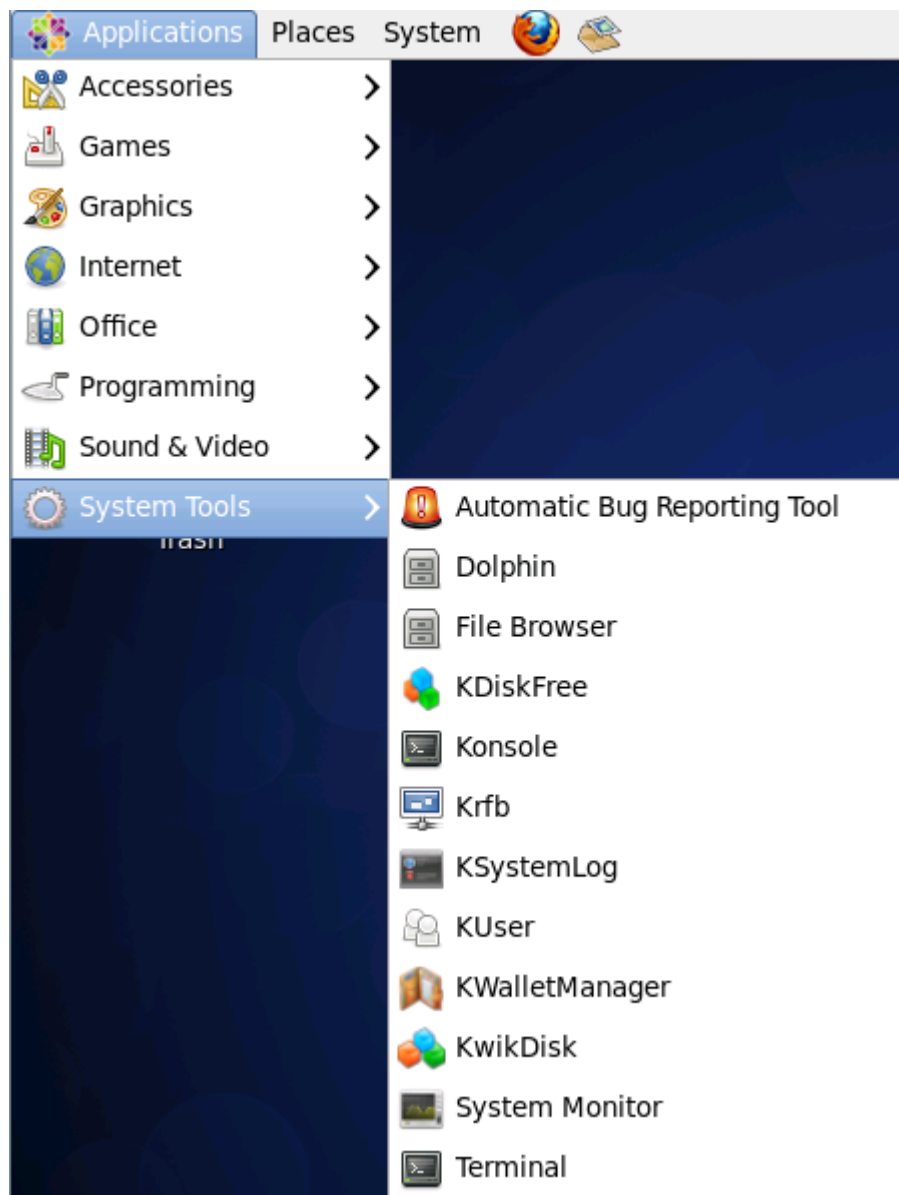 Applications Places System
Accessories
Games
Graphics
Internet
Office
Programming
Sound & Video
System Tools
Trash
Automatic Bug Reporting Tool
Dolphin
File Browser
KDiskFree
Konsole
Krfb
KSystemLog
KUser
KWalletManager
KwikDisk
System Monitor
Terminal